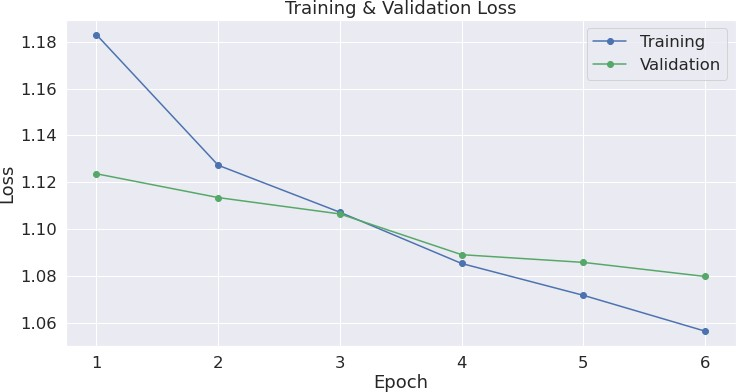 Training & Validation Loss
Training
Validation
Loss
1.18
1.16
1.14
1.12
1.10
1.08
1.06
1 2 3 4 5 6
Epoch